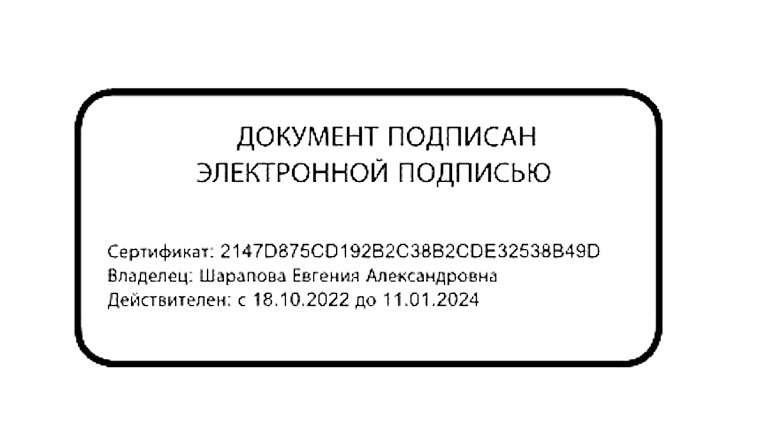 ДОКУМЕНТ ПОДПИСАН
ЭЛЕКТРОННОЙ ПОДПИСЬЮ
Сертификат: 2147D875CD192B2C38B2CDE32538B49D
Владелец: Шарапова Евгения Александровна
Действителен: с 18.10.2022 до 11.01.2024